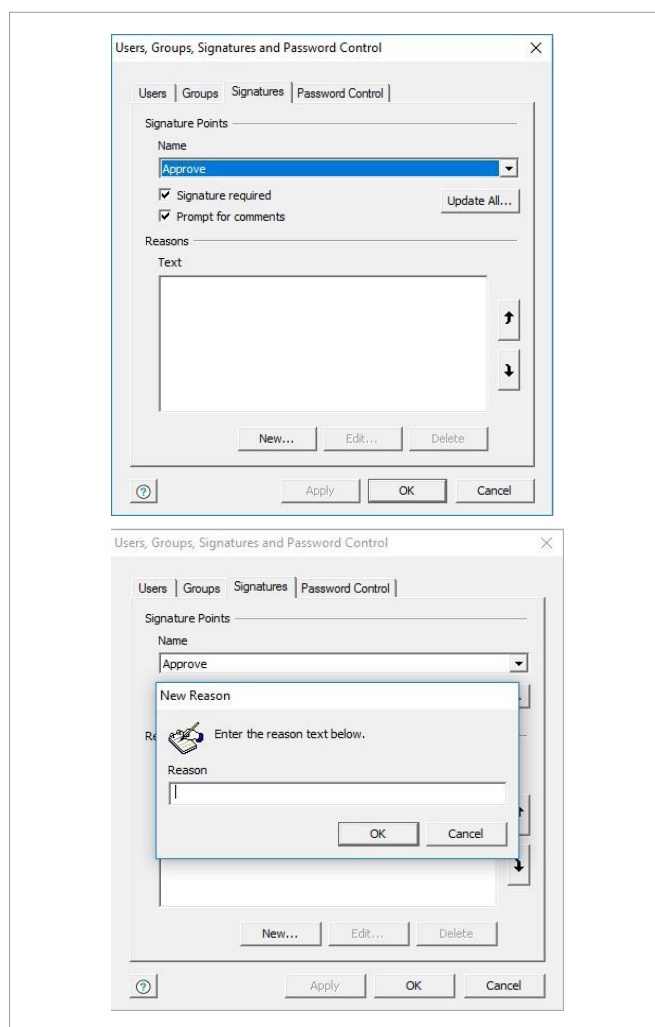 Users, Groups, Signatures and Password Control
Users Groups Signatures Password Control
Signature Points
Name
Approve
Signature required
Update All...
Prompt for comments
Reasons
Text
New... Edit... Delete
Apply OK Cancel
Users, Groups, Signatures and Password Control
Users Groups Signatures Password Control
Signature Points
Name
Approve
New Reason
Enter the reason text below.
Reason
OK Cancel
New... Edit... Delete
Apply OK Cancel